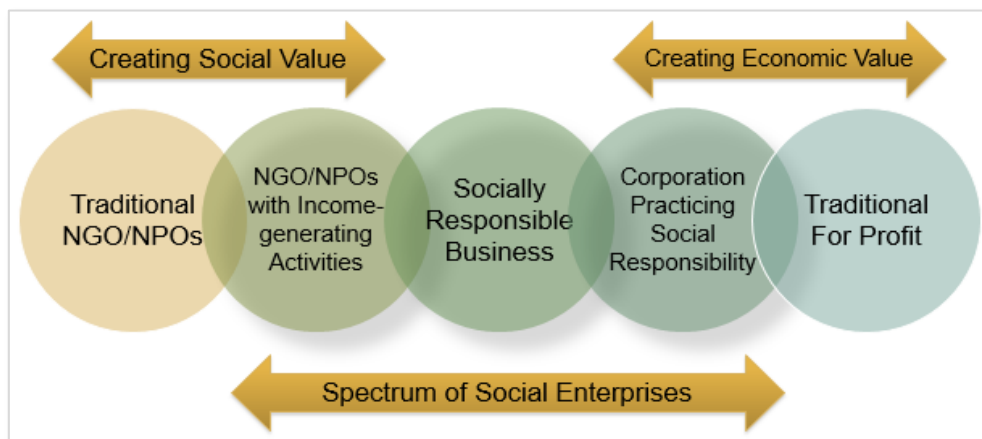 Creating Social Value
Creating Economic Value
Traditional
NGO/NPOs
NGO/NPOs
with Income-
generating
Activities
Socially
Responsible
Business
Corporation
Practicing
Social
Responsibility
Traditional
For Profit
Spectrum of Social Enterprises